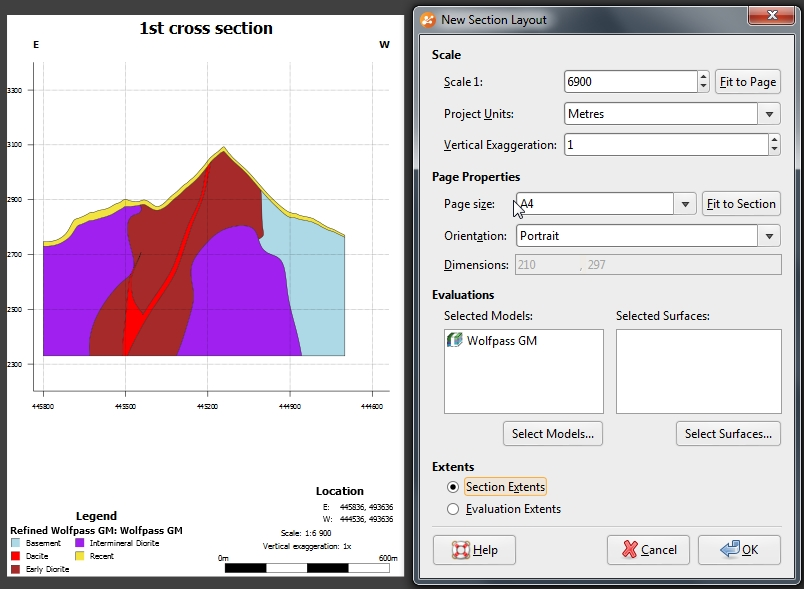 1st cross section
E
W
3300
3100
2900
2700
2500
2300
445800
445500
445200
444900
444600
Location
E: 445836, 493636
W: 444536, 493636
Scale: 1:6 900
Vertical exaggeration: 1x
0m
600m
Legend
Refined Wolfpass GM: Wolfpass GM
Basement
Intermineral Diorite
Dacite
Recent
Early Diorite
New Section Layout
Scale
Scale 1:
6900
Fit to Page
Project Units:
Metres
Vertical Exaggeration:
1
Page Properties
Page size:
A4
Fit to Section
Orientation:
Portrait
Dimensions:
210 , 297
Evaluations
Selected Models:
Selected Surfaces:
Wolfpass GM
Select Models...
Select Surfaces...
Extents
Section Extents
Evaluation Extents
Help
Cancel
OK